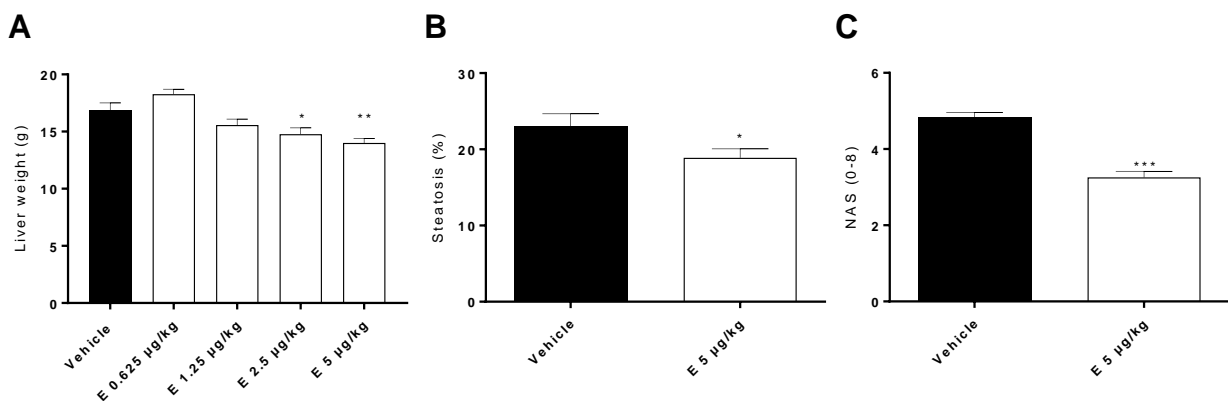 A
Liver weight (g)
20
15
10
5
0
* **
Vehicle
E 0.625 µg/kg
E 1.25 µg/kg
E 2.5 µg/kg
E 5 µg/kg
B
Steatosis (%)
30
20
10
0
*
Vehicle
E 5 µg/kg
C
NAS (0-8)
6
4
2
0
***
Vehicle
E 5 µg/kg